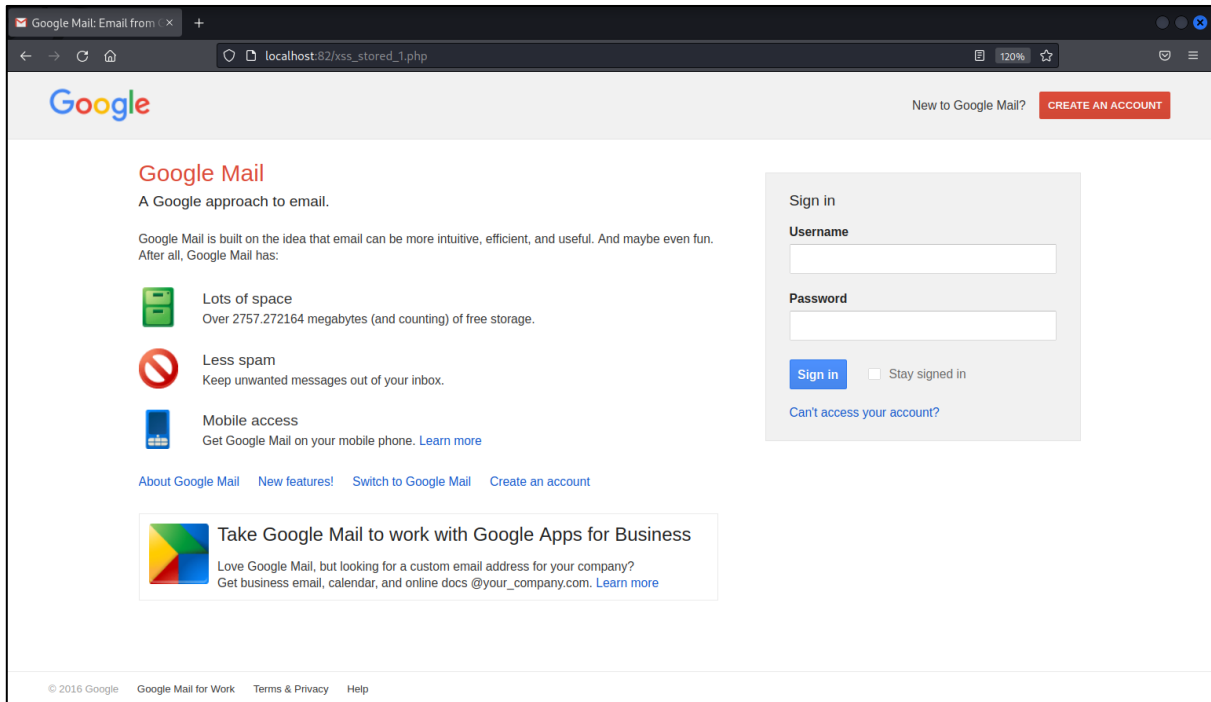 Google Mail: Email from G
localhost:82/xss_stored_1.php
120%
Google
New to Google Mail?
CREATE AN ACCOUNT
Google Mail
A Google approach to email.
Google Mail is built on the idea that email can be more intuitive, efficient, and useful. And maybe even fun.
After all, Google Mail has:
Lots of space
Over 2757.272164 megabytes (and counting) of free storage.
Less spam
Keep unwanted messages out of your inbox.
Mobile access
Get Google Mail on your mobile phone. Learn more
About Google Mail New features! Switch to Google Mail Create an account
Take Google Mail to work with Google Apps for Business
Love Google Mail, but looking for a custom email address for your company?
Get business email, calendar, and online docs @your_company.com. Learn more
Sign in
Username
Password
Sign in
Stay signed in
Can't access your account?
© 2016 Google Google Mail for Work Terms & Privacy Help